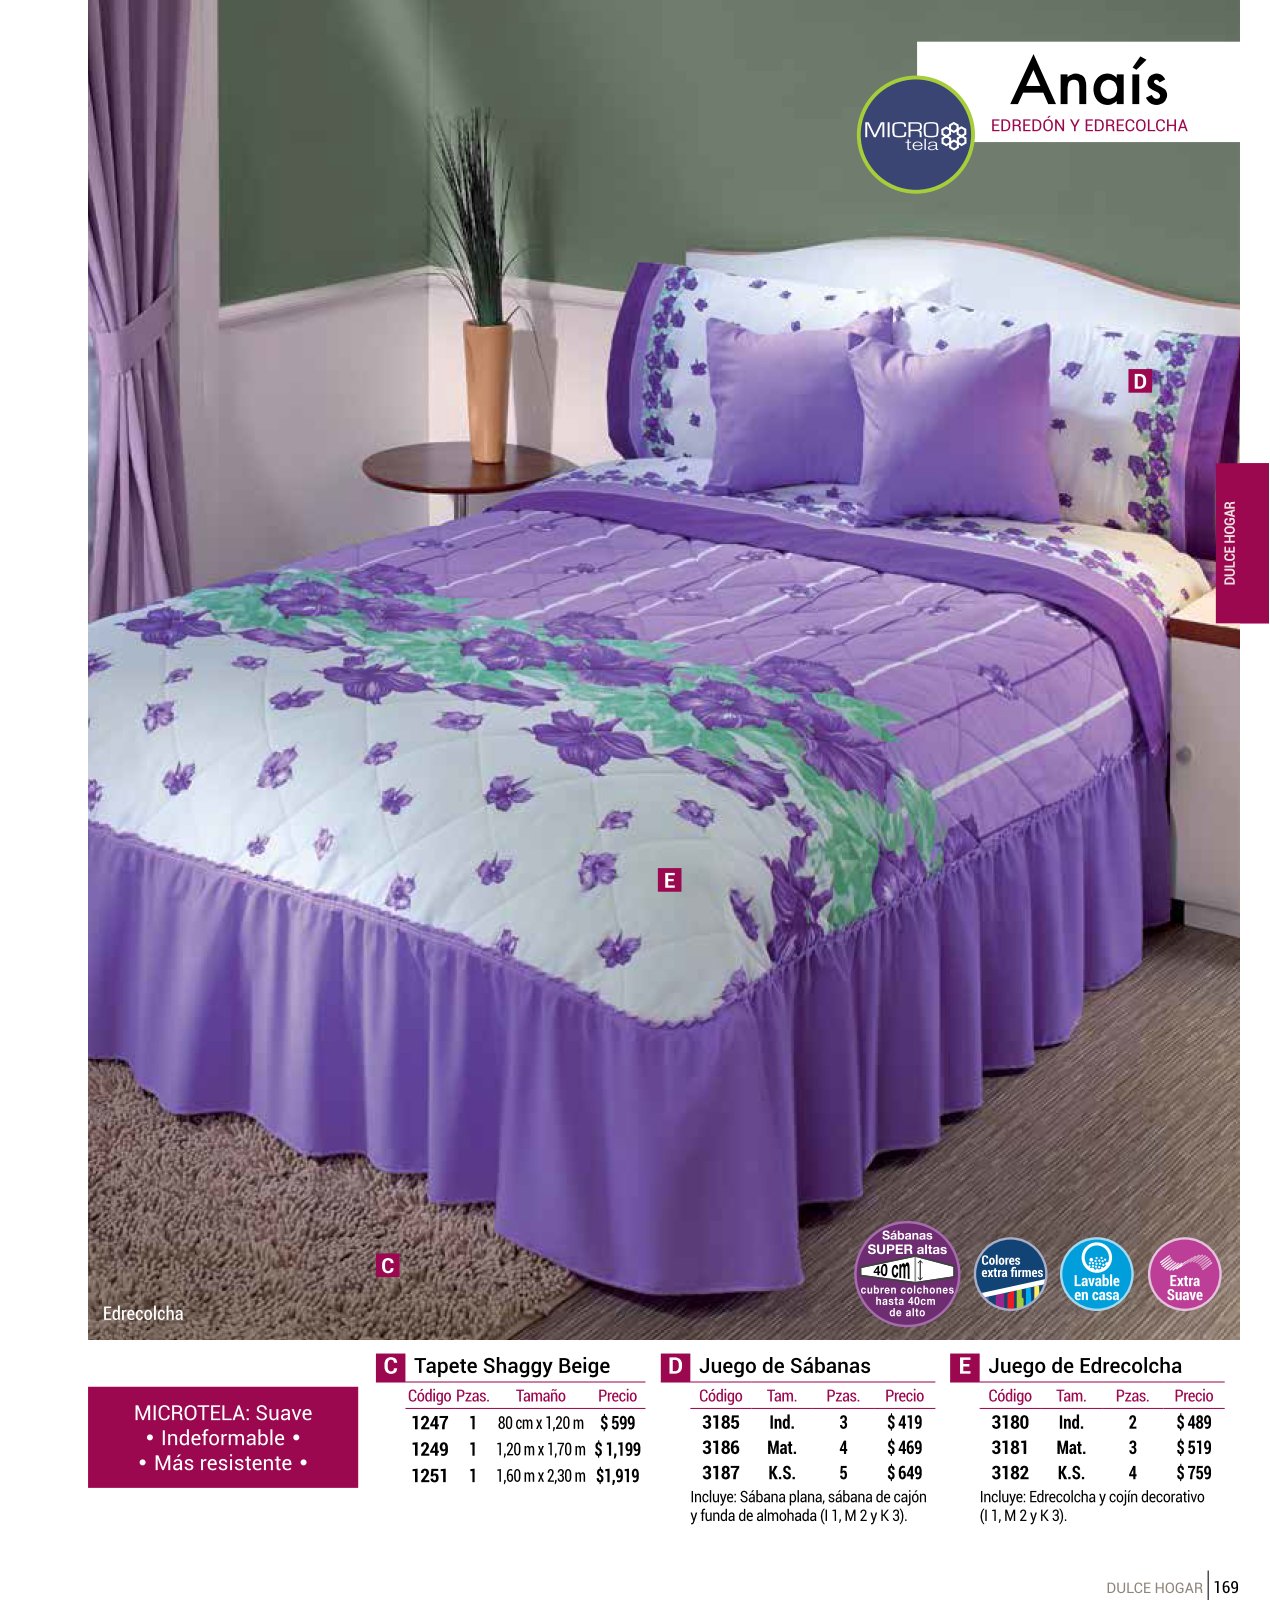 Anaís
EDREDÓN Y EDRECOLCHA
MICRO
tela
D
DULCE HOGAR
E
C
Edrecolcha
Sábanas
SUPER altas
40 cm
cubren colchones
hasta 40cm
de alto
Colores
extra firmes
Lavable
en casa
Extra
Suave
MICROTELA: Suave
• Indeformable •
• Más resistente •
C Tapete Shaggy Beige
Código Pzas. Tamaño Precio
1247 1 80 cm x 1,20 m $ 599
1249 1 1,20 m x 1,70 m $ 1,199
1251 1 1,60 m x 2,30 m $1,919
D Juego de Sábanas
Código Tam. Pzas. Precio
3185 Ind. 3 $ 419
3186 Mat. 4 $ 469
3187 K.S. 5 $ 649
Incluye: Sábana plana, sábana de cajón
y funda de almohada (I 1, M 2 y K 3).
E Juego de Edrecolcha
Código Tam. Pzas. Precio
3180 Ind. 2 $ 489
3181 Mat. 3 $ 519
3182 K.S. 4 $ 759
Incluye: Edrecolcha y cojín decorativo
(I 1, M 2 y K 3).
DULCE HOGAR 169